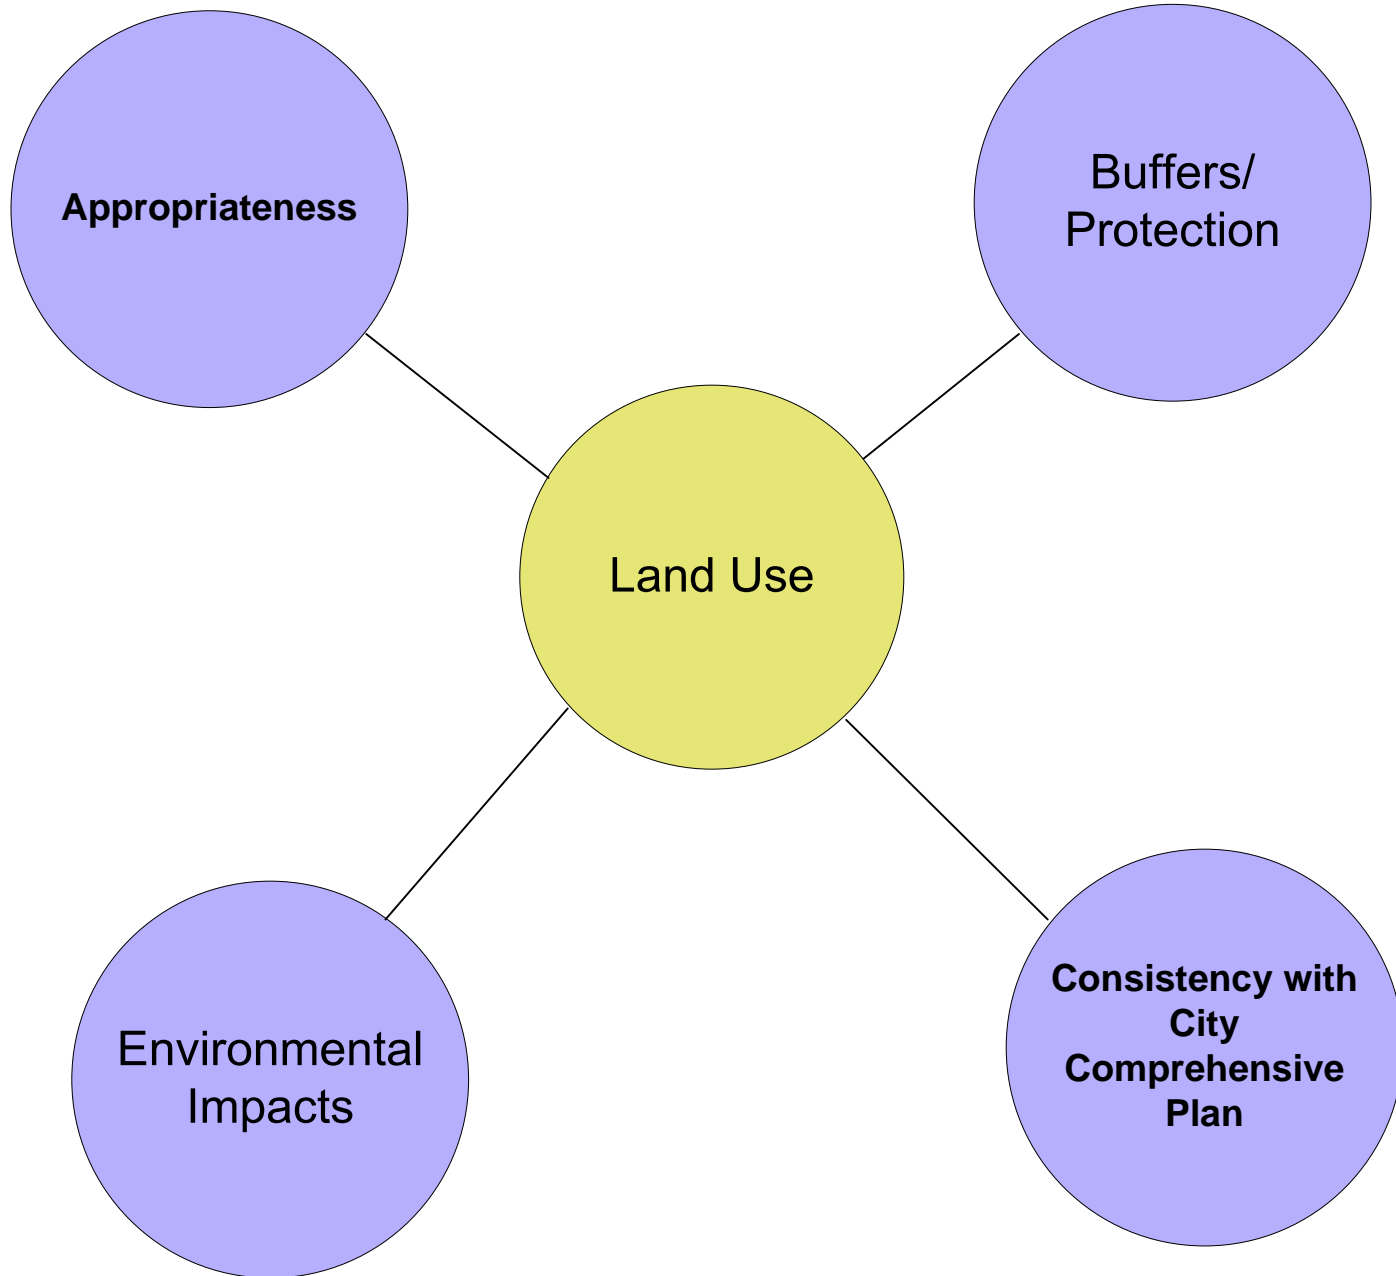 Appropriateness
Buffers/
Protection
Land Use
Environmental
Impacts
Consistency with
City
Comprehensive
Plan